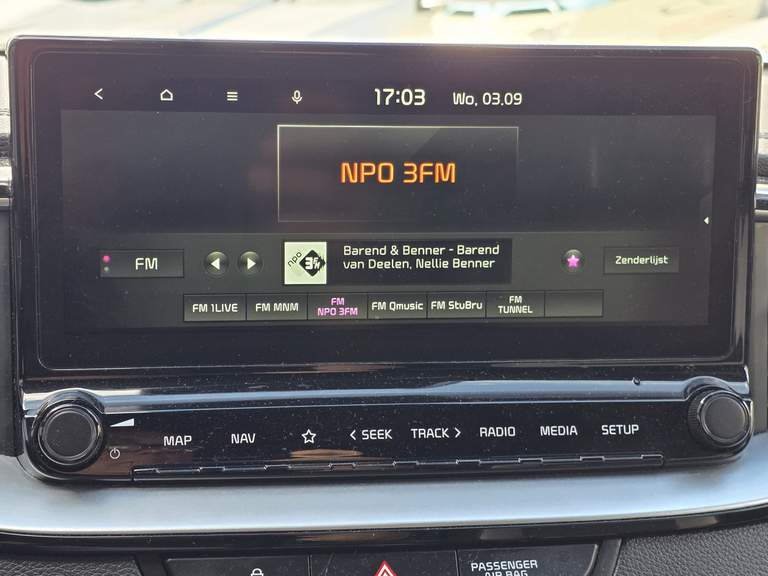 17:03 Wo, 03.09
NPO 3FM
FM
npo 3FM
Barend & Benner - Barend
van Deelen, Nellie Benner
Zenderlijst
FM 1LIVE
FM MNM
FM
NPO 3FM
FM Qmusic
FM StuBru
FM
TUNNEL
MAP
NAV
< SEEK
TRACK >
RADIO
MEDIA
SETUP
PASSENGER
AIR BAG